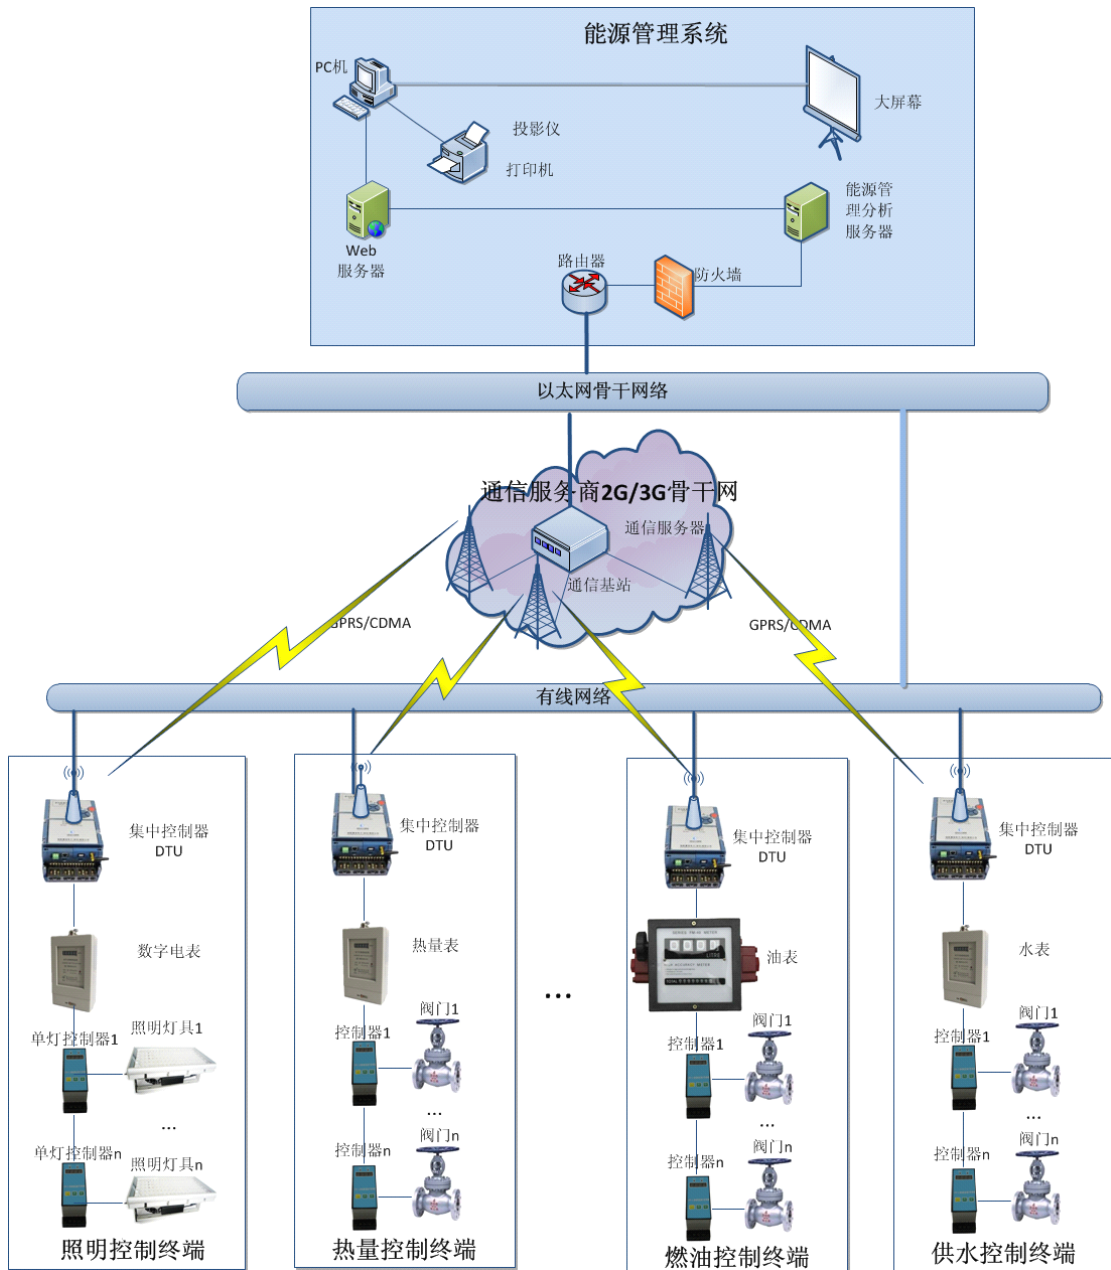 能源管理系统
PC机
大屏幕
投影仪
打印机
能源管
理分析
服务器
Web
服务器
路由器
防火墙
以太网骨干网络
通信服务商2G/3G骨干网
通信服务器
通信基站
GPRS/CDMA
GPRS/CDMA
有线网络
集中控制器
DTU
数字电表
单灯控制器1
照明灯具1
...
单灯控制器n
照明灯具n
照明控制终端
集中控制器
DTU
热量表
控制器1
阀门1
...
控制器n
阀门n
热量控制终端
...
集中控制器
DTU
油表
控制器1
阀门1
...
控制器n
阀门n
燃油控制终端
集中控制器
DTU
水表
控制器1
阀门1
...
控制器n
阀门n
供水控制终端